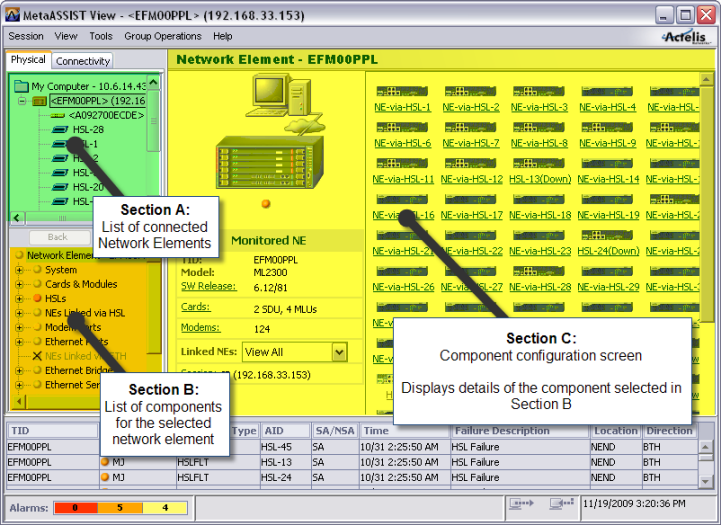 MetaASSIST View - <EFM00PPL> (192.168.33.153)
Session View Tools Group Operations Help
Actelis
Physical Connectivity
My Computer - 10.6.14.43
<EFM00PPL> (192.16
<A092700ECDE>
HSL-28
-1
-2
HSL-
HSL-20
HSL-
Section A:
List of connected
Network Elements
Back
Network Elemen
System
Cards & Modules
HSLs
NEs Linked via HSL
Modem Ports
Ethernet Ports
NEs Linked
TH
Ethernet Bridg
Ethernet Ser
Section B:
List of components
for the selected
network element
Network Element - EFM00PPL
Monitored NE
TID: EFM00PPL
Model: ML2300
SW Release: 6.12/81
Cards: 2 SDU, 4 MLUs
Modems: 124
Linked NEs: View All
(192.168.33.153)
NE-via-HSL-1 NE-via-HSL-2 NE-via-HSL-3 NE-via-HSL-4 NE-via-HSL-
NE-via-HSL-6 NE-via-HSL-7 NE-via-HSL-8 NE-via-HSL-9 NE-via-HSL-
NE-via-HSL-11 NE-via-HSL-12 HSL-13(Down) NE-via-HSL-14 NE-via-HSL-
NE-via-HSL-16 NE-via-HSL-17 NE-via-HSL-18 NE-via-HSL-19 NE-via-HSL-
NE-via-HSL-21 NE-via-HSL-22 NE-via-HSL-23 HSL-24(Down) NE-via-HSL-
NE-via-HSL-26 NE-via-HSL-27 NE-via-HSL-28 NE-via-HSL-29 NE-via-HSL-
Section C:
Component configuration screen
Displays details of the component selected in
Section B
TID Type AID SA/NSA Time Failure Description Location Direction
EFM00PPL HSL-45 SA 10/31 2:25:50 AM HSL Failure NEND BTH
EFM00PPL MJ HSLFLT HSL-13 SA 10/31 2:25:50 AM HSL Failure NEND BTH
EFM00PPL MJ HSLFLT HSL-24 SA 10/31 2:25:50 AM HSL Failure NEND BTH
Alarms: 8 5 4
11/19/2009 3:20:36 PM